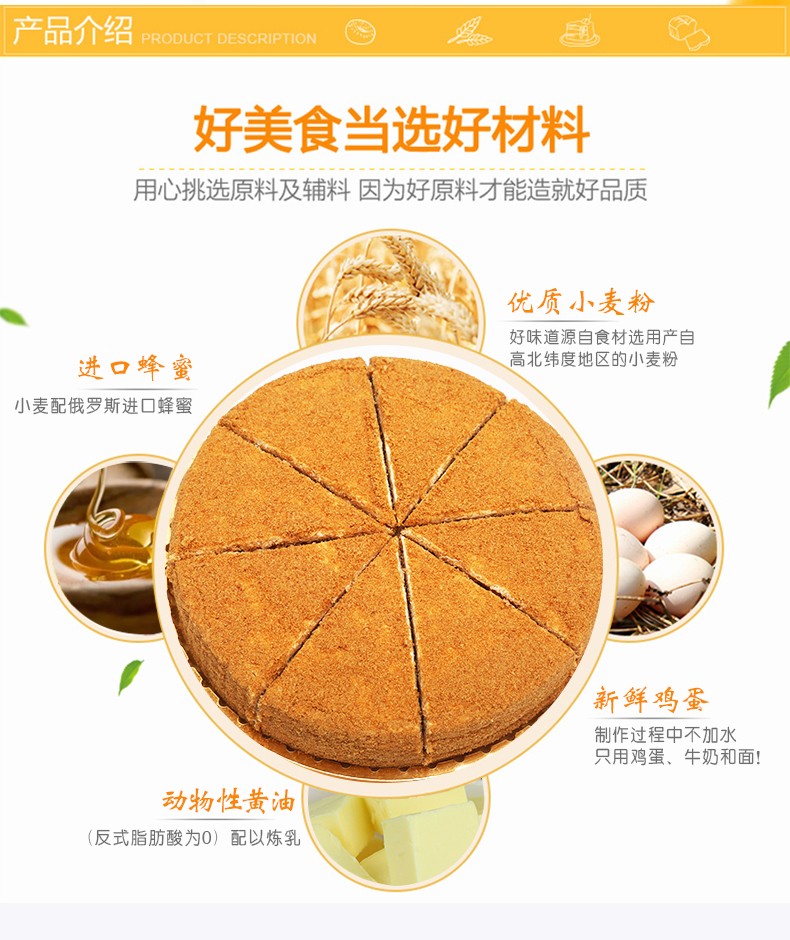 产品介绍 PRODUCT DESCRIPTION
好美食当选好材料
用心挑选原料及辅料 因为好原料才能造就好品质
优质小麦粉
好味道源自食材选用产自
高北纬度地区的小麦粉
进口蜂蜜
小麦配俄罗斯进口蜂蜜
新鲜鸡蛋
制作过程中不加水
只用鸡蛋、牛奶和面!
动物性黄油
（反式脂肪酸为0）配以炼乳